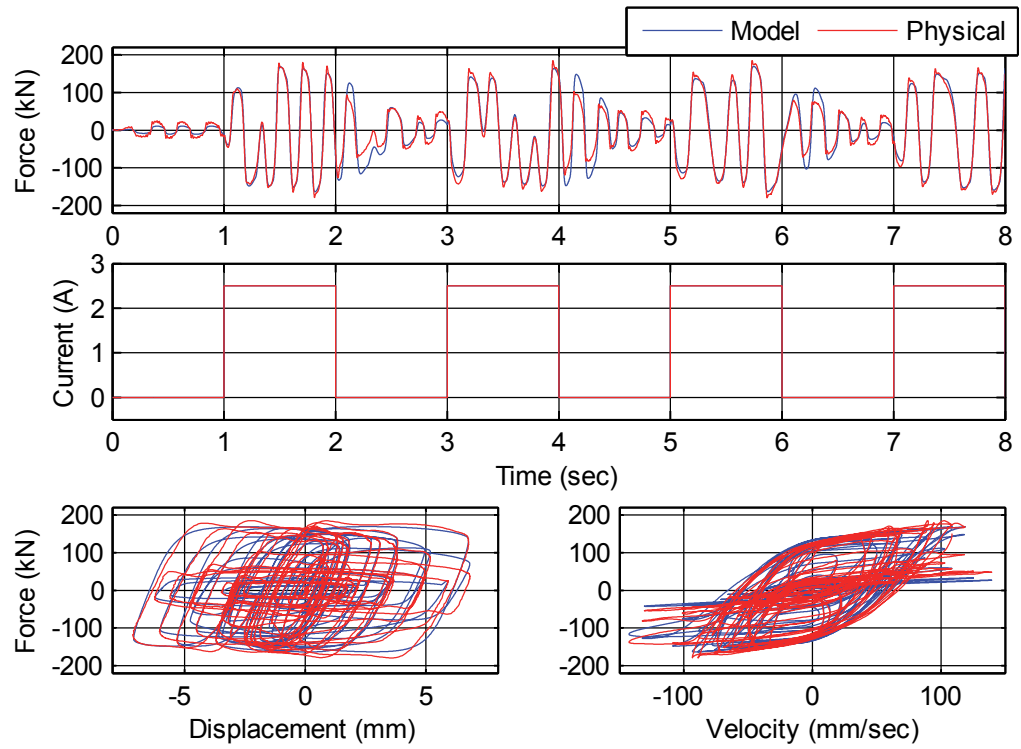 Model Physical
200
100
0
-100
-200
Force (kN)
0 1 2 3 4 5 6 7 8
3
2
1
0
Current (A)
0 1 2 3 4 5 6 7 8
Time (sec)
200
100
0
-100
-200
Force (kN)
-5 0 5
Displacement (mm)
200
100
0
-100
-200
-100 0 100
Velocity (mm/sec)